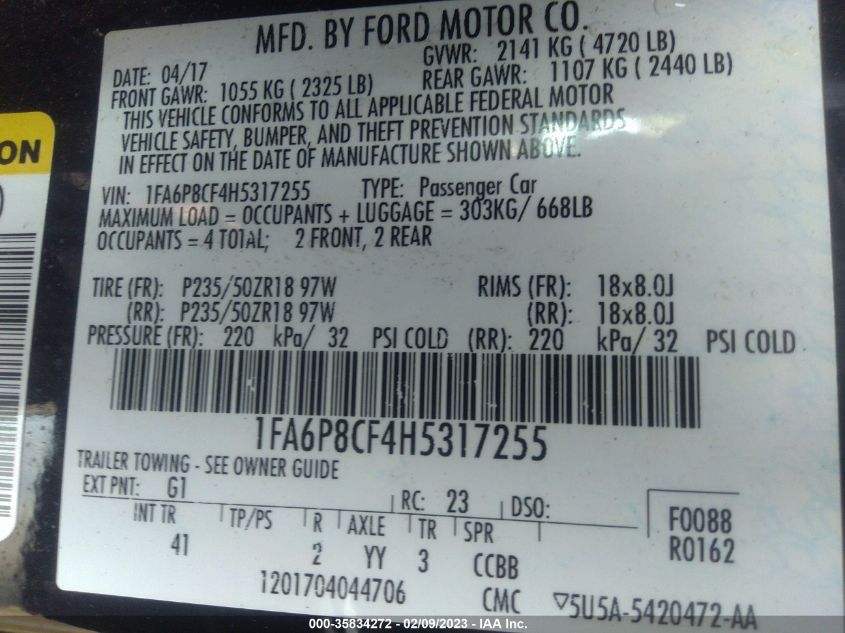 MFD. BY FORD MOTOR CO.
DATE: 04/17 GVWR: 2141 KG ( 4720 LB)
FRONT GAWR: 1055 KG ( 2325 LB) REAR GAWR: 1107 KG ( 2440 LB)
THIS VEHICLE CONFORMS TO ALL APPLICABLE FEDERAL MOTOR
VEHICLE SAFETY, BUMPER, AND THEFT PREVENTION STANDARDS
IN EFFECT ON THE DATE OF MANUFACTURE SHOWN ABOVE.
ON
VIN: 1FA6P8CF4H5317255 TYPE: Passenger Car
MAXIMUM LOAD = OCCUPANTS + LUGGAGE = 303KG/ 668LB
OCCUPANTS = 4 TOTAL; 2 FRONT, 2 REAR
TIRE (FR): P235/50ZR18 97W RIMS (FR): 18x8.0J
(RR): P235/50ZR18 97W (RR): 18x8.0J
PRESSURE (FR): 220 kPa/ 32 PSI COLD (RR): 220 kPa/ 32 PSI COLD
1FA6P8CF4H5317255
TRAILER TOWING - SEE OWNER GUIDE
EXT PNT: G1 RC: 23 DSO:
INT TR TP/PS R AXLE TR SPR F0088
41 2 YY 3 CCBB R0162
1201704044706 CMC ▽5U5A-5420472-AA
000-35834272 - 02/09/2023 - IAA Inc.